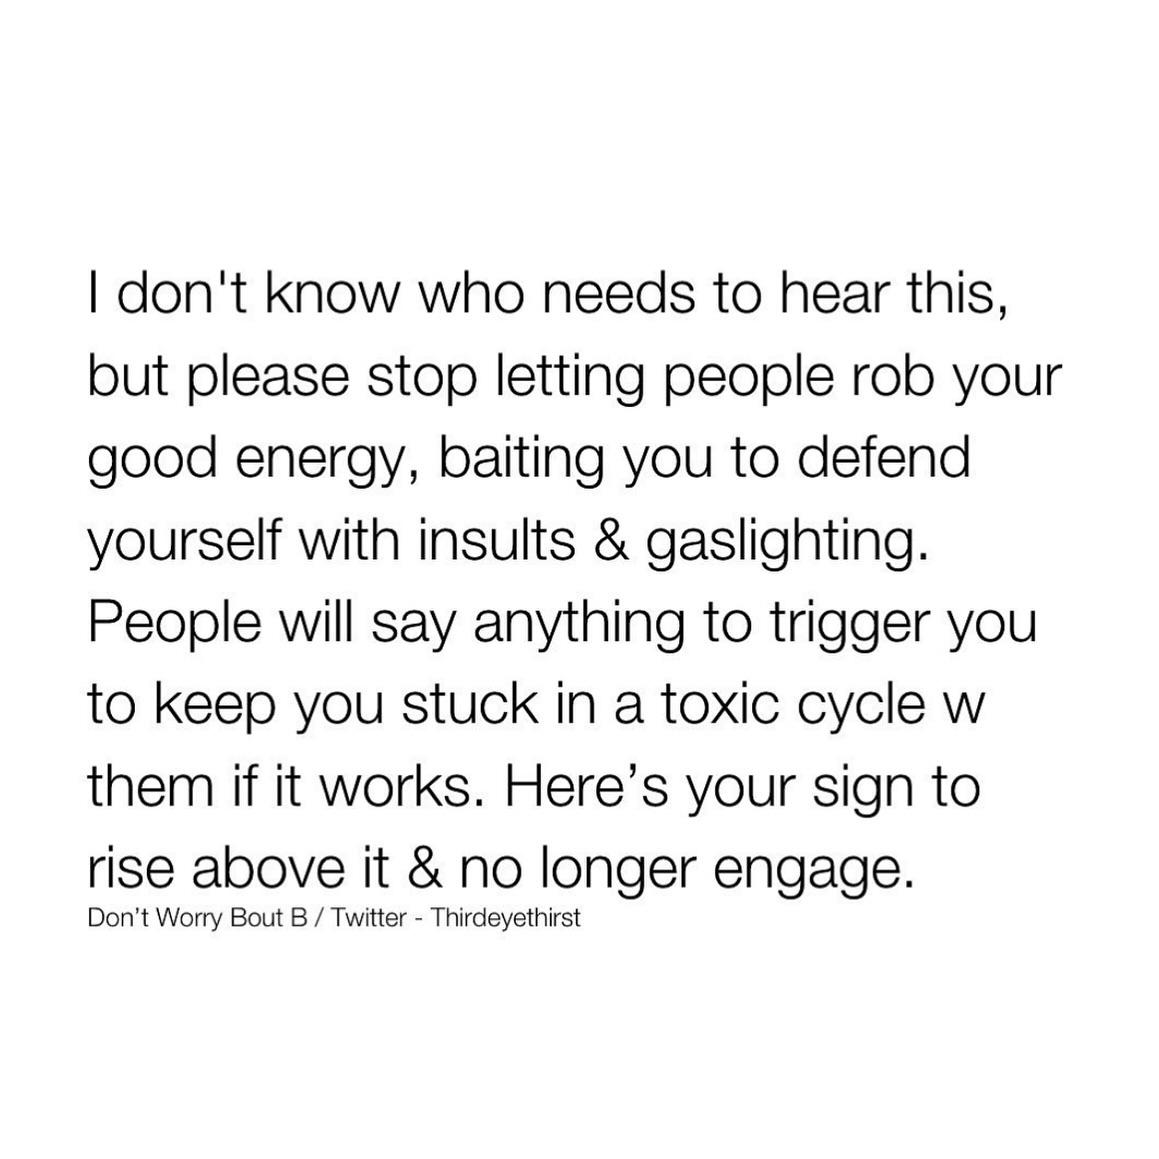 I don't know who needs to hear this,
but please stop letting people rob your
good energy, baiting you to defend
yourself with insults & gaslighting.
People will say anything to trigger you
to keep you stuck in a toxic cycle w
them if it works. Here’s your sign to
rise above it & no longer engage.
Don’t Worry Bout B / Twitter - Thirdeyethirst